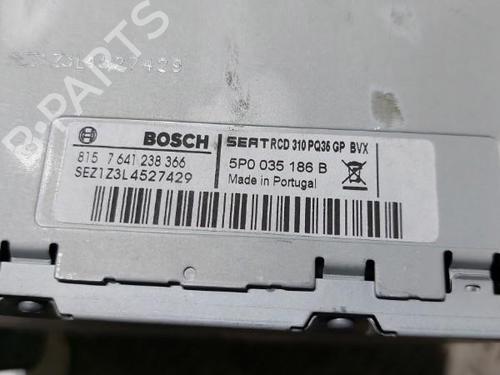 SEZ1Z3L4527429
B-PARTS
BOSCH SEAT RCD 310 PQ35 GP BVX
815 7 641 238 366 5P0 035 186 B
SEZ1Z3L4527429 Made in Portugal